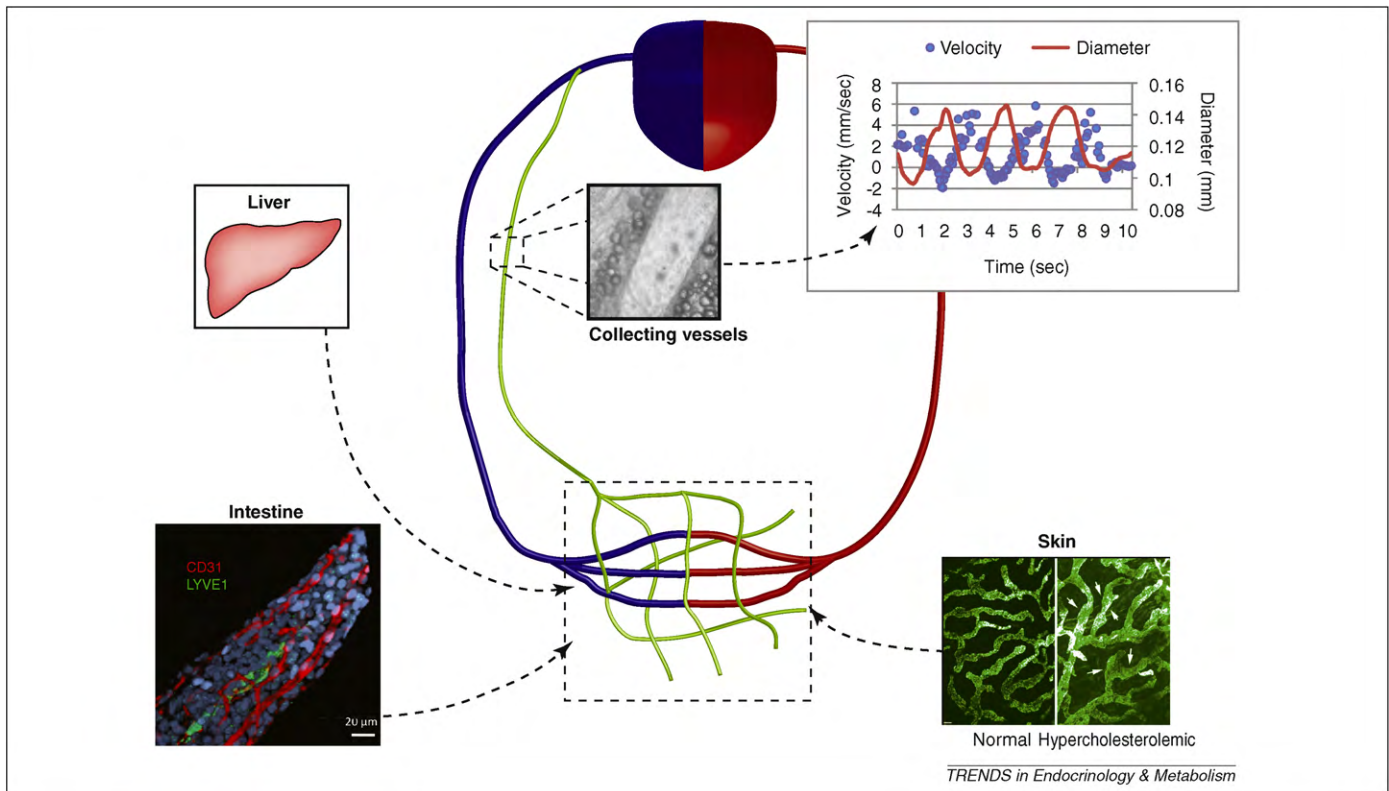 Velocity
Diameter
Velocity (mm/sec)
8
6
4
2
0
-2
-4
0.16
0.14
0.12
0.1
0.08
Diameter (mm)
0 1 2 3 4 5 6 7 8 9 10
Time (sec)
Liver
Collecting vessels
Intestine
CD31
LYVE1
20 μm
Skin
Normal Hypercholesterolemic
TRENDS in Endocrinology & Metabolism